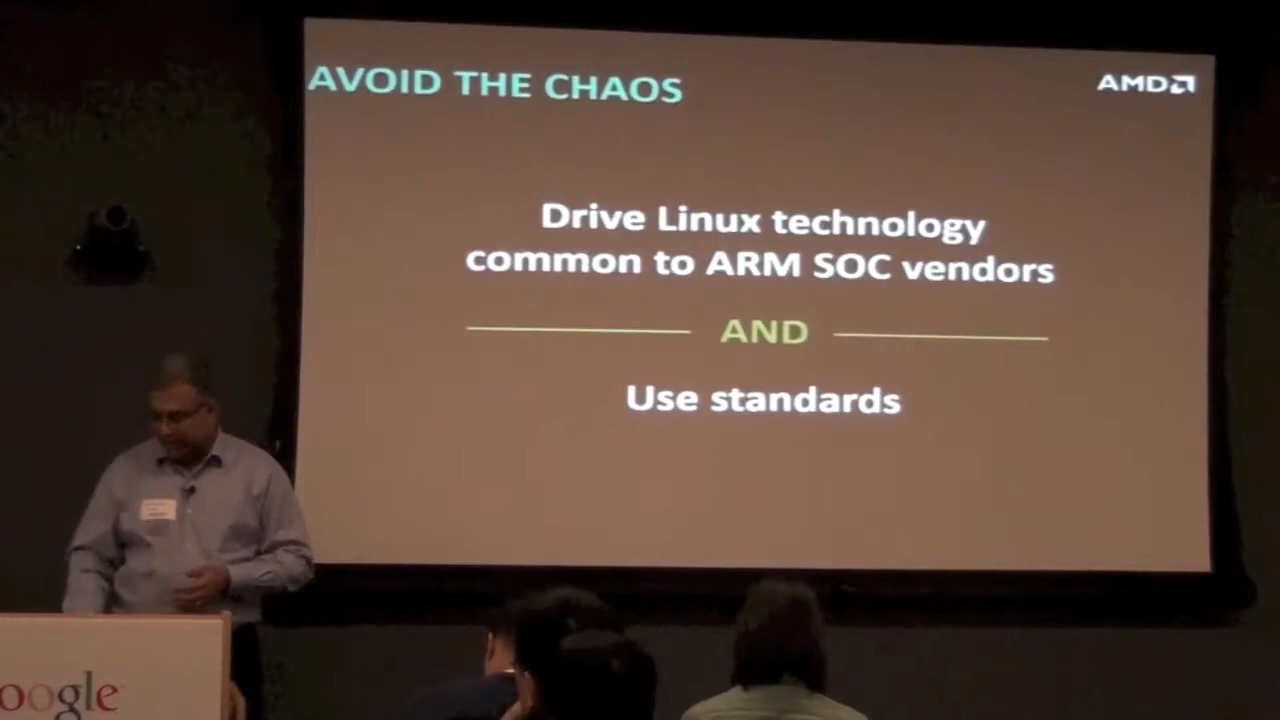 AVOID THE CHAOS
AMD
Drive Linux technology
common to ARM SOC vendors
AND
Use standards
oogle